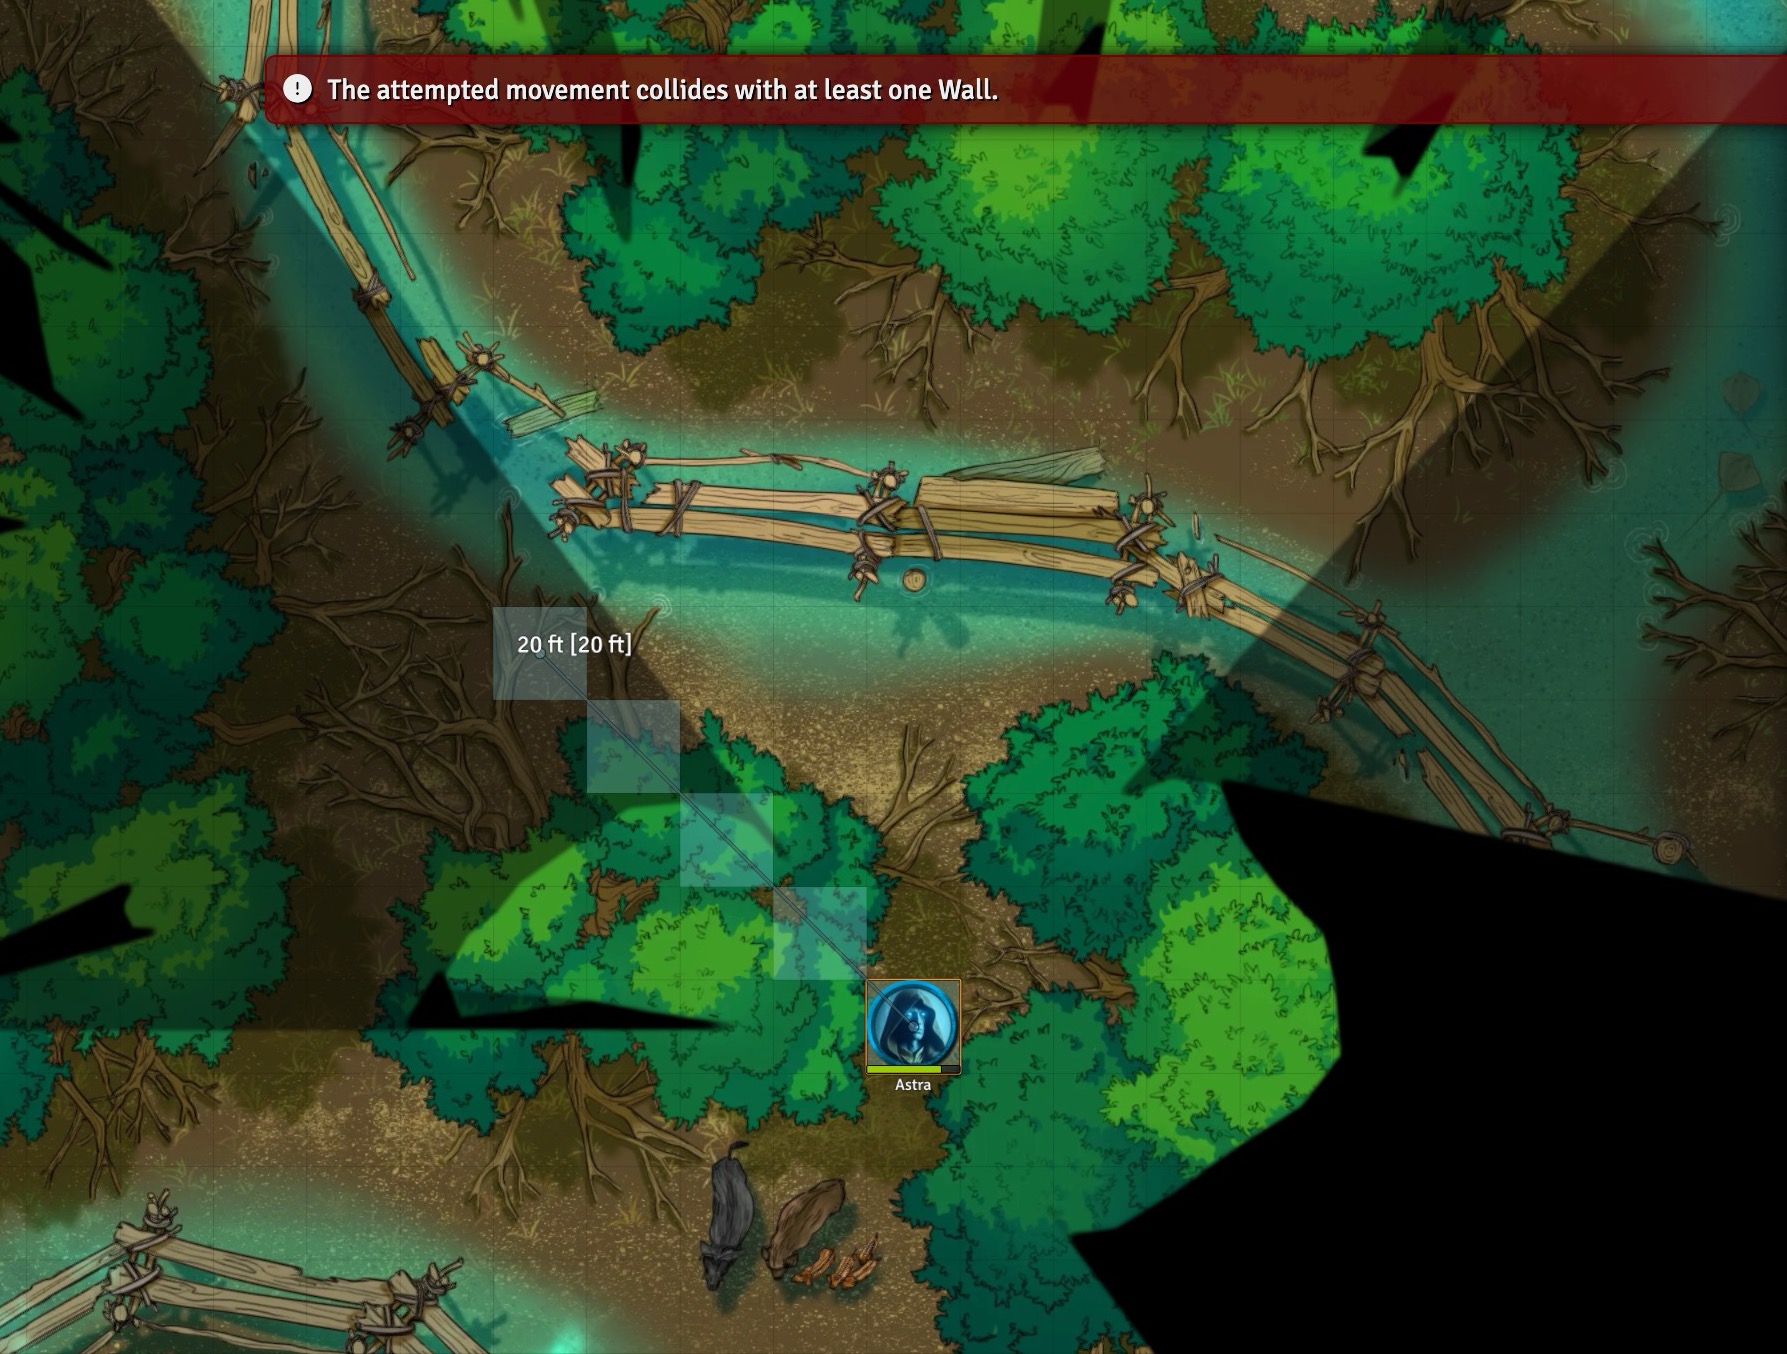 The attempted movement collides with at least one Wall.
20 ft [20 ft]
Astra